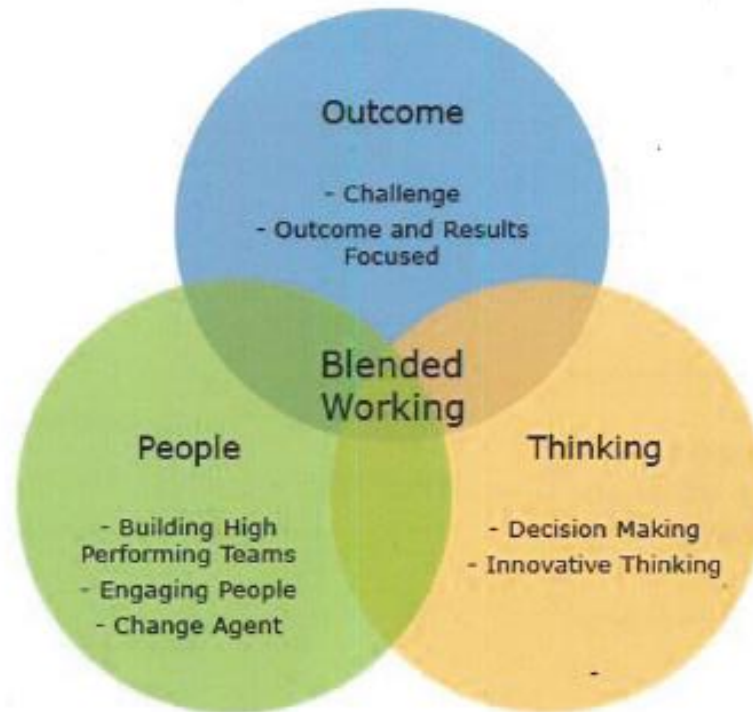 Outcome
- Challenge
- Outcome and Results
Focused
Blended
Working
People
- Building High
Performing Teams
- Engaging People
- Change Agent
Thinking
- Decision Making
- Innovative Thinking